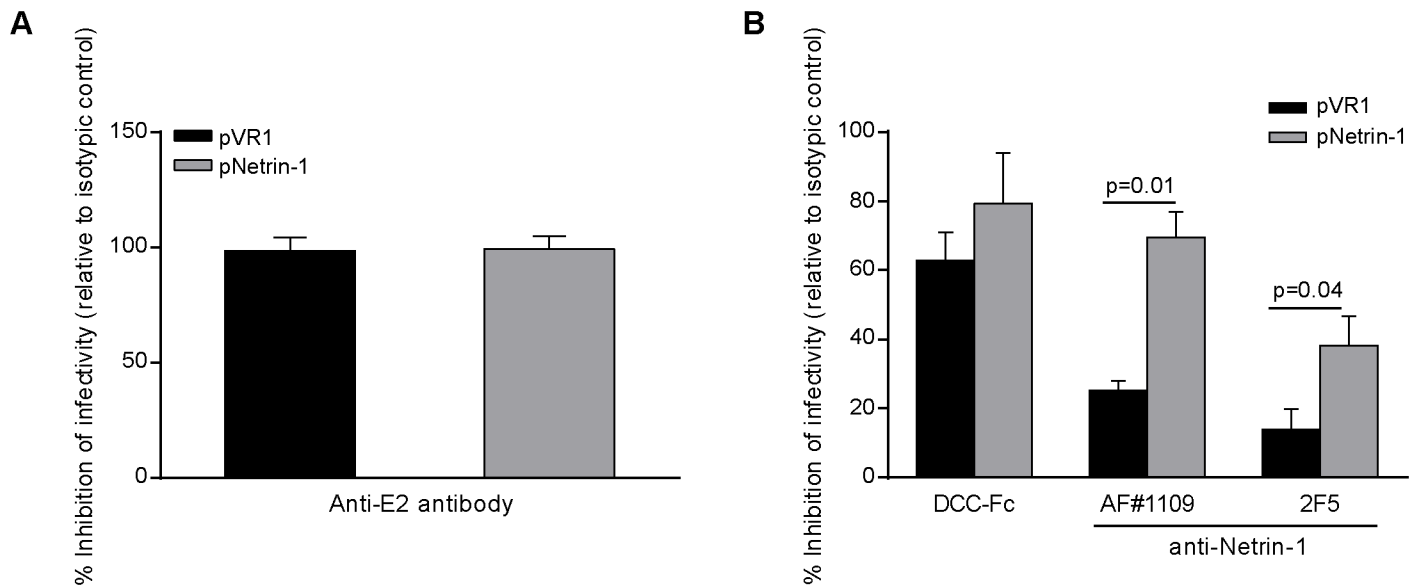 A
% Inhibition of infectivity (relative to isotypic control)
150
100
50
0
pVR1
pNetrin-1
Anti-E2 antibody
B
% Inhibition of infectivity (relative to isotypic control)
100
80
60
40
20
0
pVR1
pNetrin-1
p=0.01
p=0.04
DCC-Fc
AF#1109
2F5
anti-Netrin-1